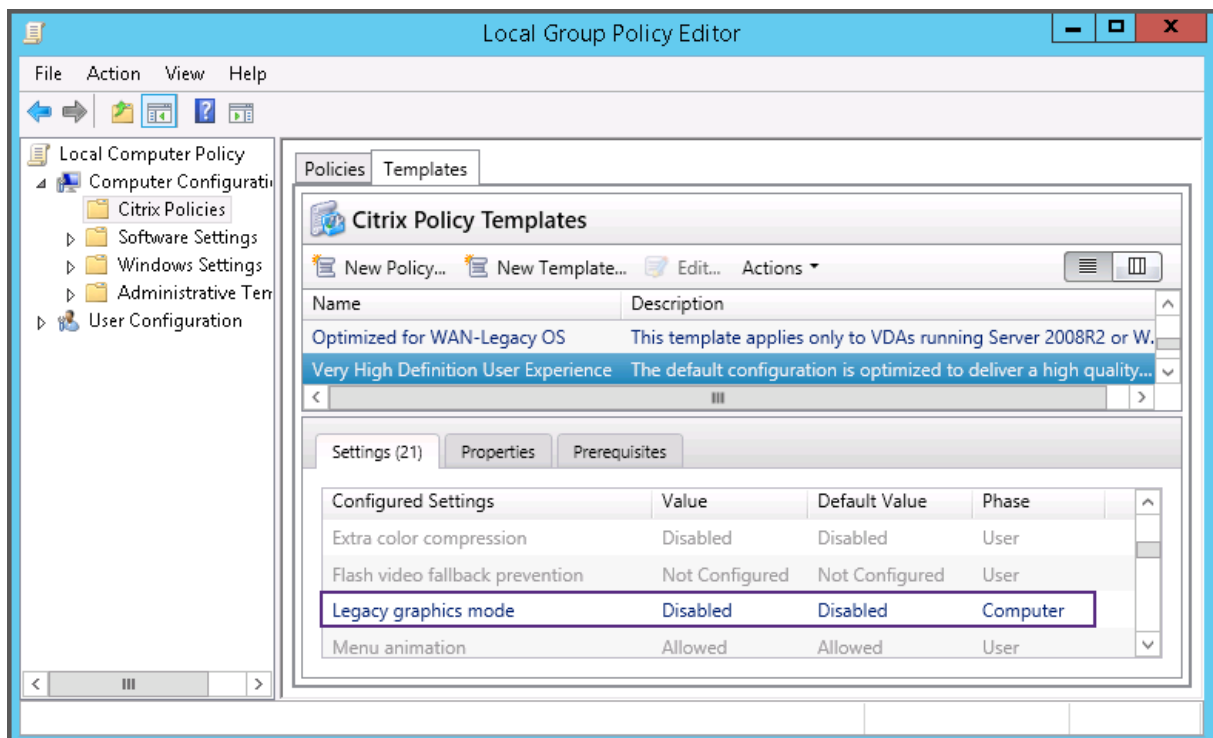 Local Group Policy Editor
File Action View Help
Local Computer Policy
Computer Configurati
Citrix Policies
Software Settings
Windows Settings
Administrative Tem
User Configuration
Policies Templates
Citrix Policy Templates
New Policy... New Template... Edit... Actions
Name Description
Optimized for WAN-Legacy OS This template applies only to VDAs running Server 2008R2 or W.
Very High Definition User Experience The default configuration is optimized to deliver a high quality...
Settings (21) Properties Prerequisites
Configured Settings Value Default Value Phase
Extra color compression Disabled Disabled User
Flash video fallback prevention Not Configured Not Configured User
Legacy graphics mode Disabled Disabled Computer
Menu animation Allowed Allowed User